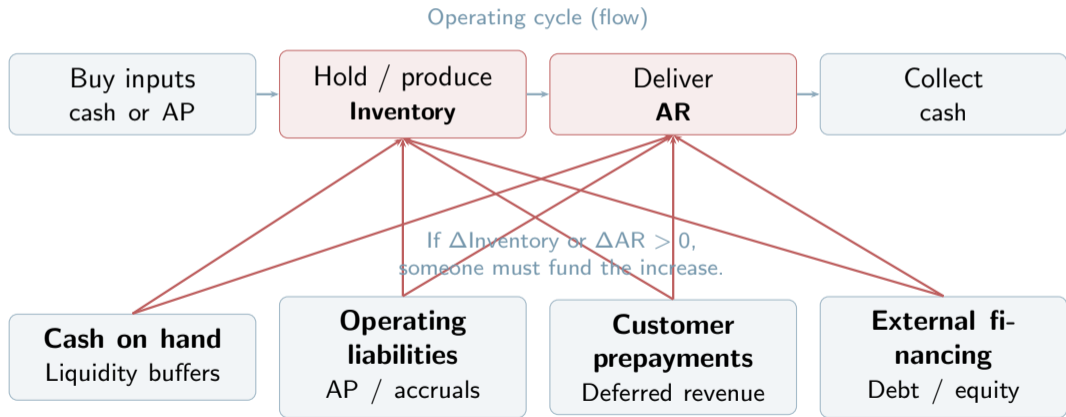 Operating cycle (flow)
Buy inputs
cash or AP
Hold / produce
Inventory
Deliver
AR
Collect
cash
If ΔInventory or ΔAR > 0,
someone must fund the increase.
Cash on hand
Liquidity buffers
Operating
liabilities
AP / accruals
Customer
prepayments
Deferred revenue
External fi-
nancing
Debt / equity